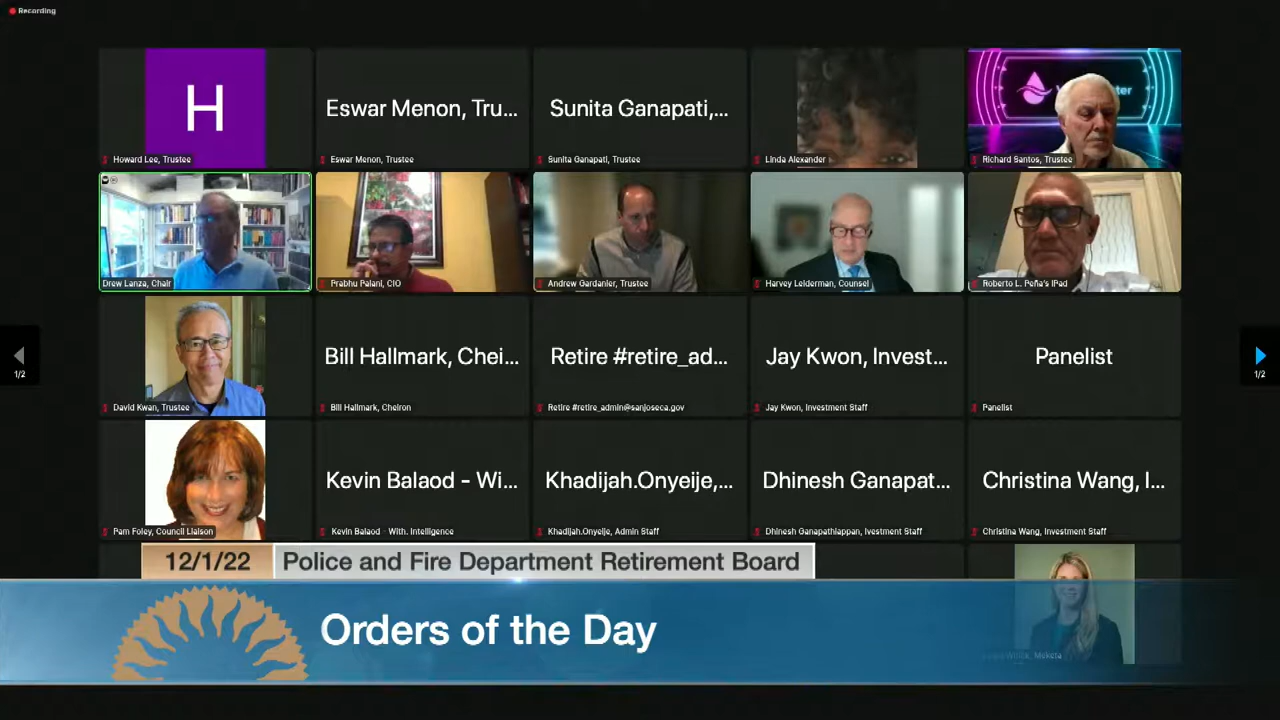 Recording
H
Howard Lee, Trustee
Eswar Menon, Tru...
Eswar Menon, Trustee
Sunita Ganapati,...
Sunita Ganapati, Trustee
Linda Alexander
Richard Santos, Trustee
Drew Lanza, Chair
Prabhu Palani, CIO
Andrew Gardanier, Trustee
Harvey Leiderman, Counsel
Roberto L. Peña's iPad
1/2
David Kwan, Trustee
Bill Hallmark, Chei...
Bill Hallmark, Cheiron
Retire #retire_ad...
Retire #retire_admin@sanjoseca.gov
Jay Kwon, Invest...
Jay Kwon, Investment Staff
Panelist
Panelist
1/2
Pam Foley, Council Liaison
Kevin Balaod - Wi...
Kevin Balaod - With. Intelligence
Khadijah.Onyeije,...
Khadijah.Onyeije, Admin Staff
Dhinesh Ganapat...
Dhinesh Ganapathiappan, Ivestment Staff
Christina Wang, I...
Christina Wang, Investment Staff
12/1/22
Police and Fire Department Retirement Board
Orders of the Day
Meketa